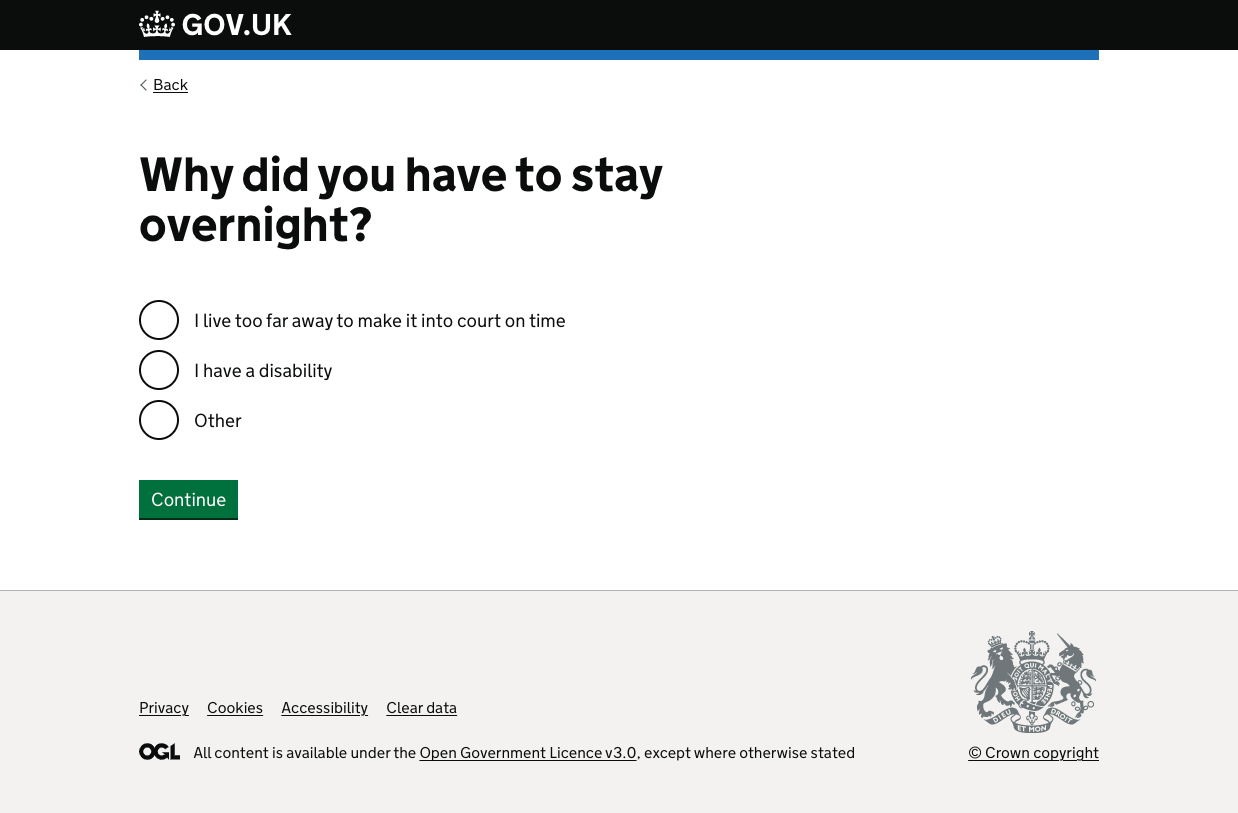 GOV.UK
Back
Why did you have to stay
overnight?
I live too far away to make it into court on time
I have a disability
Other
Continue
Privacy Cookies Accessibility Clear data
OGL All content is available under the Open Government Licence v3.0, except where otherwise stated
DIEU ET MON DROIT
© Crown copyright